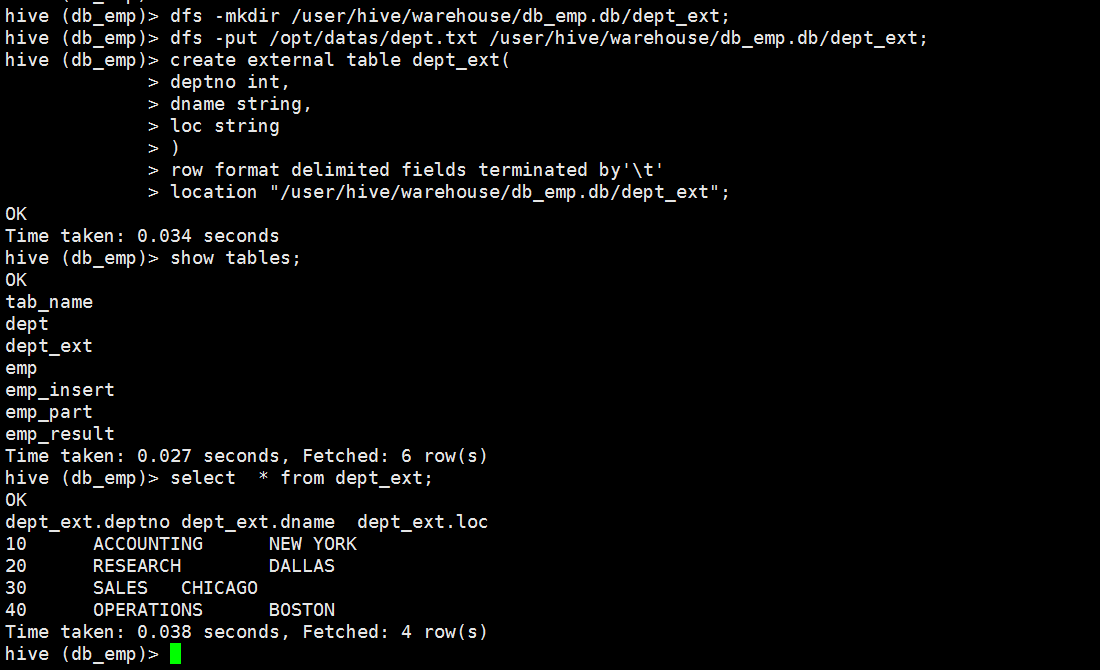 hive (db_emp)> dfs -mkdir /user/hive/warehouse/db_emp.db/dept_ext;
hive (db_emp)> dfs -put /opt/datas/dept.txt /user/hive/warehouse/db_emp.db/dept_ext;
hive (db_emp)> create external table dept_ext(
             > deptno int,
             > dname string,
             > loc string
             > )
             > row format delimited fields terminated by'\t'
             > location "/user/hive/warehouse/db_emp.db/dept_ext";
OK
Time taken: 0.034 seconds
hive (db_emp)> show tables;
OK
tab_name
dept
dept_ext
emp
emp_insert
emp_part
emp_result
Time taken: 0.027 seconds, Fetched: 6 row(s)
hive (db_emp)> select  * from dept_ext;
OK
dept_ext.deptno dept_ext.dname  dept_ext.loc
10      ACCOUNTING      NEW YORK
20      RESEARCH        DALLAS
30      SALES   CHICAGO
40      OPERATIONS      BOSTON
Time taken: 0.038 seconds, Fetched: 4 row(s)
hive (db_emp)>